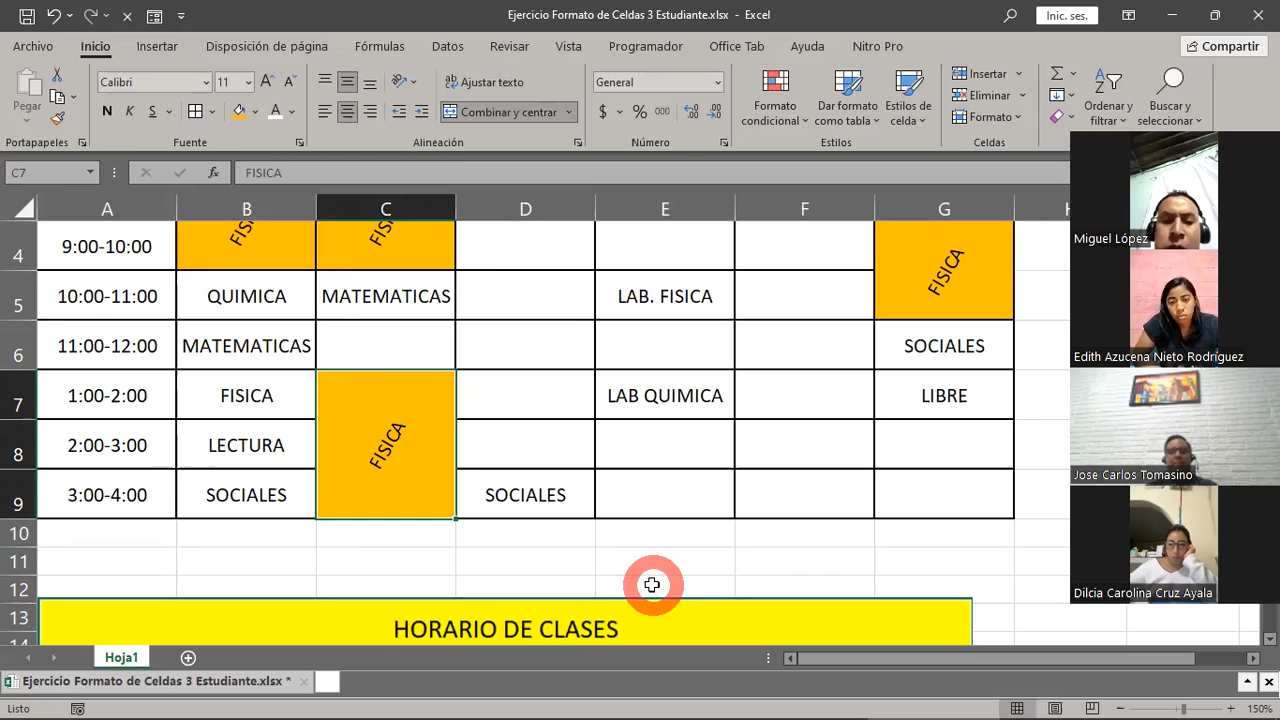 Ejercicio Formato de Celdas 3 Estudiante.xlsx - Excel
Inic. ses.
Archivo Inicio Insertar Disposición de página Fórmulas Datos Revisar Vista Programador Office Tab Ayuda Nitro Pro
Compartir
Pegar
Calibri 11
N K S
Ajustar texto
Combinar y centrar
General
$ % 000
Formato condicional
Dar formato como tabla
Estilos de celda
Insertar
Eliminar
Formato
Ordenar y filtrar
Buscar y seleccionar
Portapapeles Fuente Alineación Número Estilos Celdas
C7 fx FISICA
A B C D E F G H
4 9:00-10:00 FISICA
5 10:00-11:00 QUIMICA MATEMATICAS LAB. FISICA
6 11:00-12:00 MATEMATICAS SOCIALES
7 1:00-2:00 FISICA LAB QUIMICA LIBRE
8 2:00-3:00 LECTURA FISICA
9 3:00-4:00 SOCIALES SOCIALES
10
11
12
13 HORARIO DE CLASES
Miguel López
Edith Azucena Nieto Rodríguez
Jose Carlos Tomasino
Dilcia Carolina Cruz Ayala
Hoja1
Ejercicio Formato de Celdas 3 Estudiante.xlsx *
Listo
150%